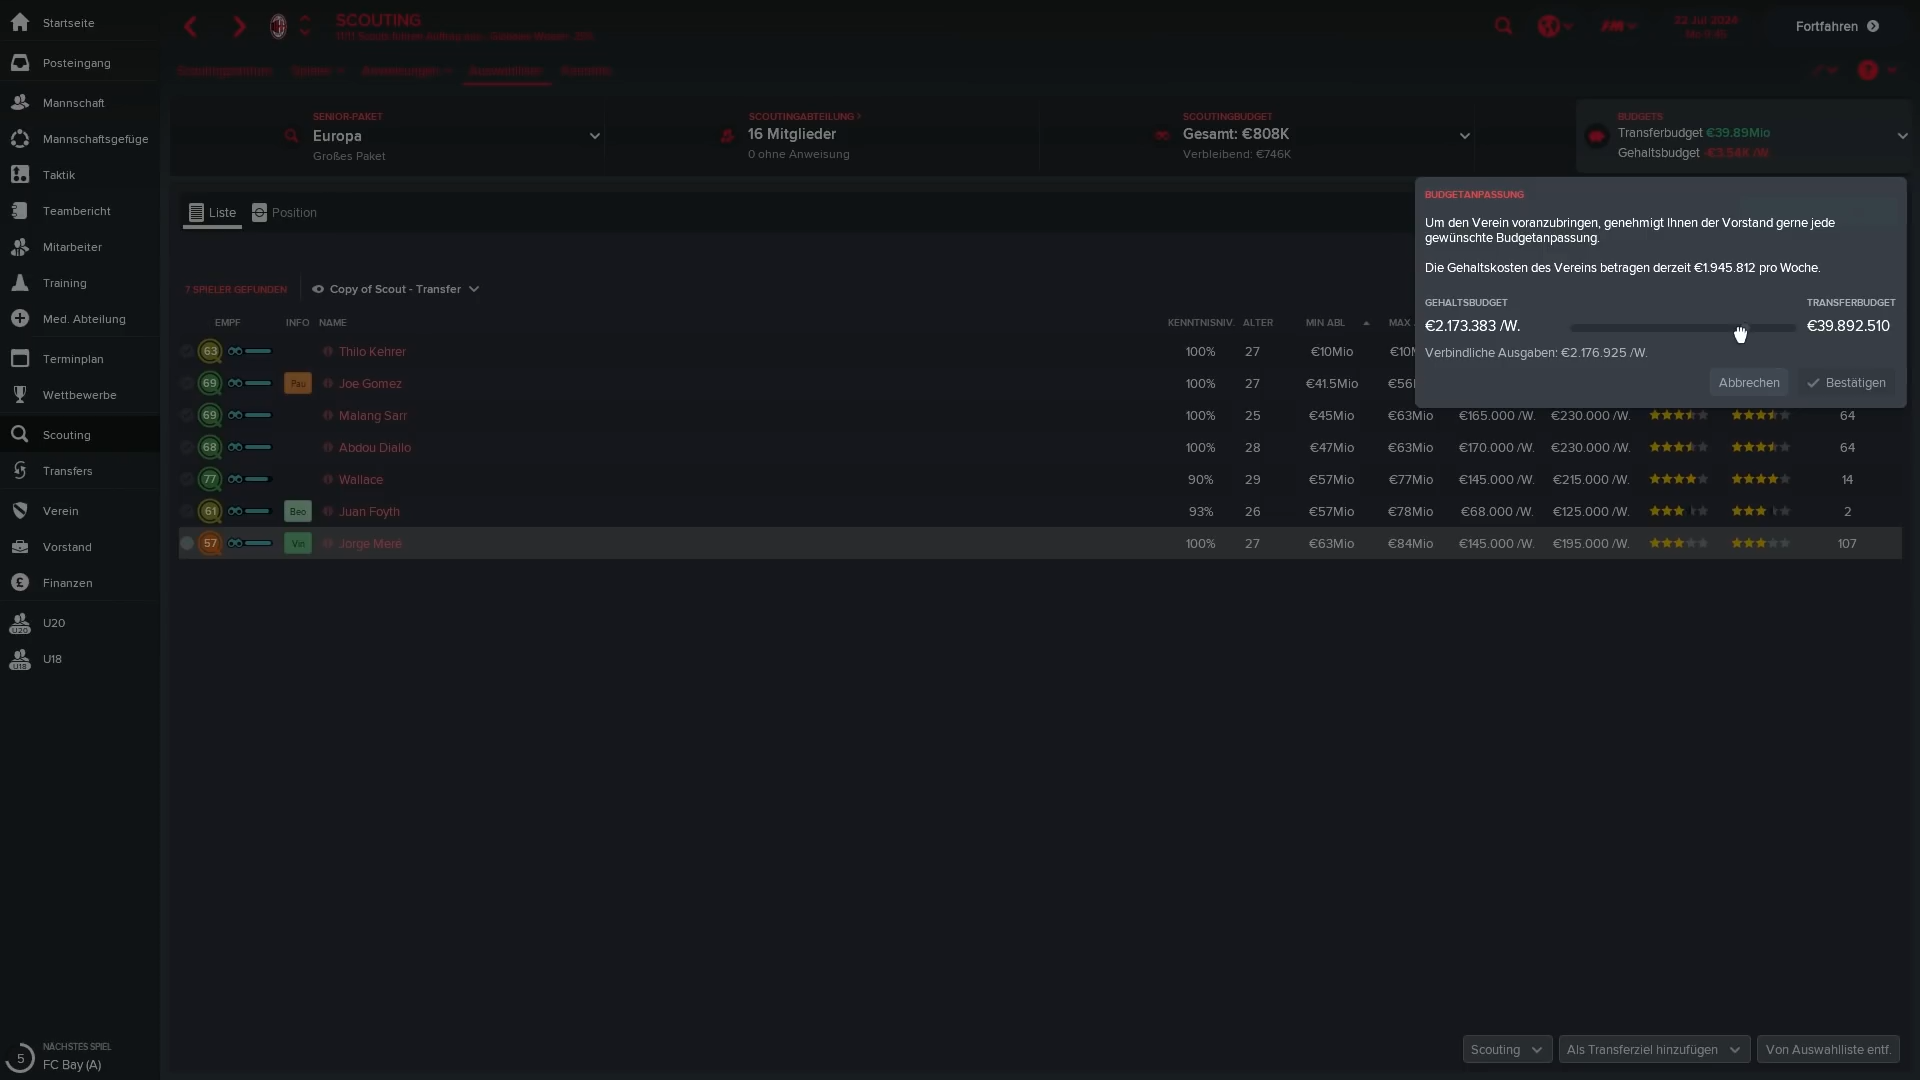 Startseite
Posteingang
Mannschaft
Mannschaftsgefüge
Taktik
Teambericht
Mitarbeiter
Training
Med. Abteilung
Terminplan
Wettbewerbe
Scouting
Transfers
Verein
Vorstand
Finanzen
U20
U18
NÄCHSTES SPIEL
5 FC Bay (A)
SCOUTING
22 Jul 2024
Fortfahren
SENIOR-PAKET
Europa
Großes Paket
SCOUTINGABTEILUNG >
16 Mitglieder
0 ohne Anweisung
SCOUTINGBUDGET
Gesamt: €808K
Verbleibend: €746K
BUDGETS
Transferbudget €39.89Mio
Gehaltsbudget -€3.54K /W.
Liste Position
BUDGETANPASSUNG
Um den Verein voranzubringen, genehmigt Ihnen der Vorstand gerne jede
gewünschte Budgetanpassung.
Die Gehaltskosten des Vereins betragen derzeit €1.945.812 pro Woche.
GEHALTSBUDGET TRANSFERBUDGET
€2.173.383 /W. €39.892.510
Verbindliche Ausgaben: €2.176.925 /W.
Abbrechen Bestätigen
7 SPIELER GEFUNDEN Copy of Scout - Transfer
EMPF INFO NAME KENNTNISNIV. ALTER MIN ABL MAX
63 Thilo Kehrer 100% 27 €10Mio
69 Pau Joe Gomez 100% 27 €41.5Mio
69 Malang Sarr 100% 25 €45Mio €63Mio €165.000 /W. €230.000 /W. 64
68 Abdou Diallo 100% 28 €47Mio €63Mio €170.000 /W. €230.000 /W. 64
77 Wallace 90% 29 €57Mio €77Mio €145.000 /W. €215.000 /W. 14
61 Beo Juan Foyth 93% 26 €57Mio €78Mio €68.000 /W. €125.000 /W. 2
57 Vin Jorge Meré 100% 27 €63Mio €84Mio €145.000 /W. €195.000 /W. 107
Scouting Als Transferziel hinzufügen Von Auswahlliste entf.